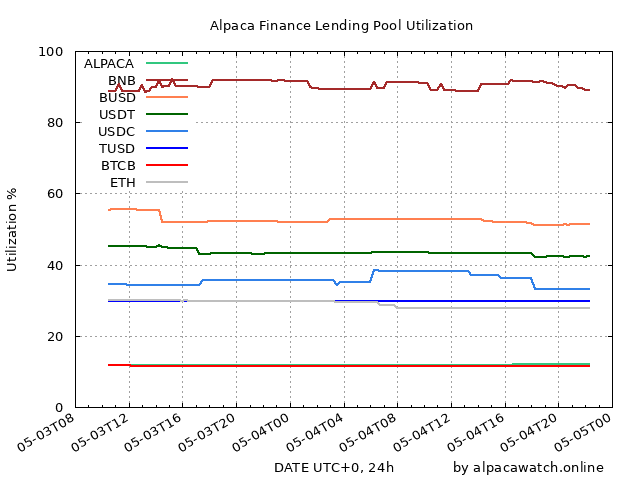 Alpaca Finance Lending Pool Utilization
Utilization %
100
80
60
40
20
0
ALPACA
BNB
BUSD
USDT
USDC
TUSD
BTCB
ETH
05-03T08
05-03T12
05-03T16
05-03T20
05-04T00
05-04T04
05-04T08
05-04T12
05-04T16
05-04T20
05-05T00
DATE UTC+0, 24h
by alpacawatch.online